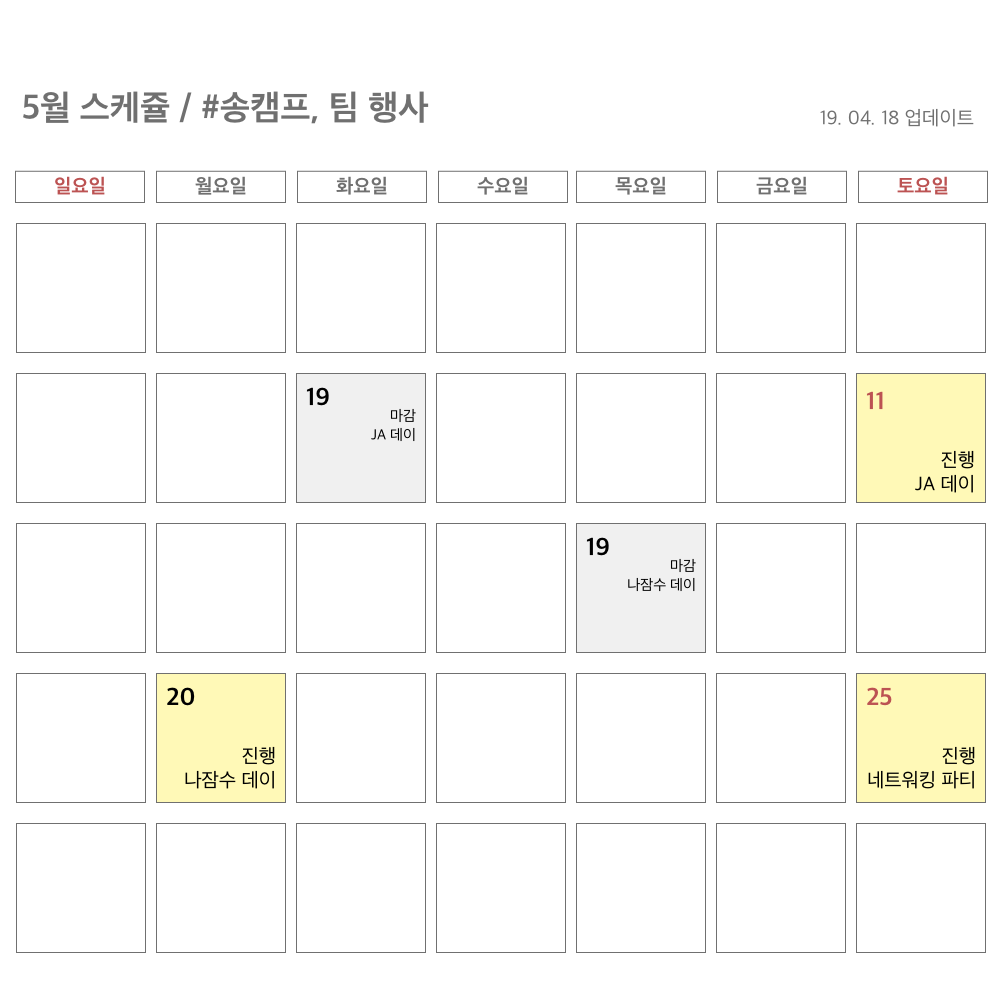 5월 스케쥴 / #송캠프, 팀 행사
19. 04. 18 업데이트
일요일 월요일 화요일 수요일 목요일 금요일 토요일
19
마감
JA 데이
11
진행
JA 데이
19
마감
나잠수 데이
20
진행
나잠수 데이
25
진행
네트워킹 파티